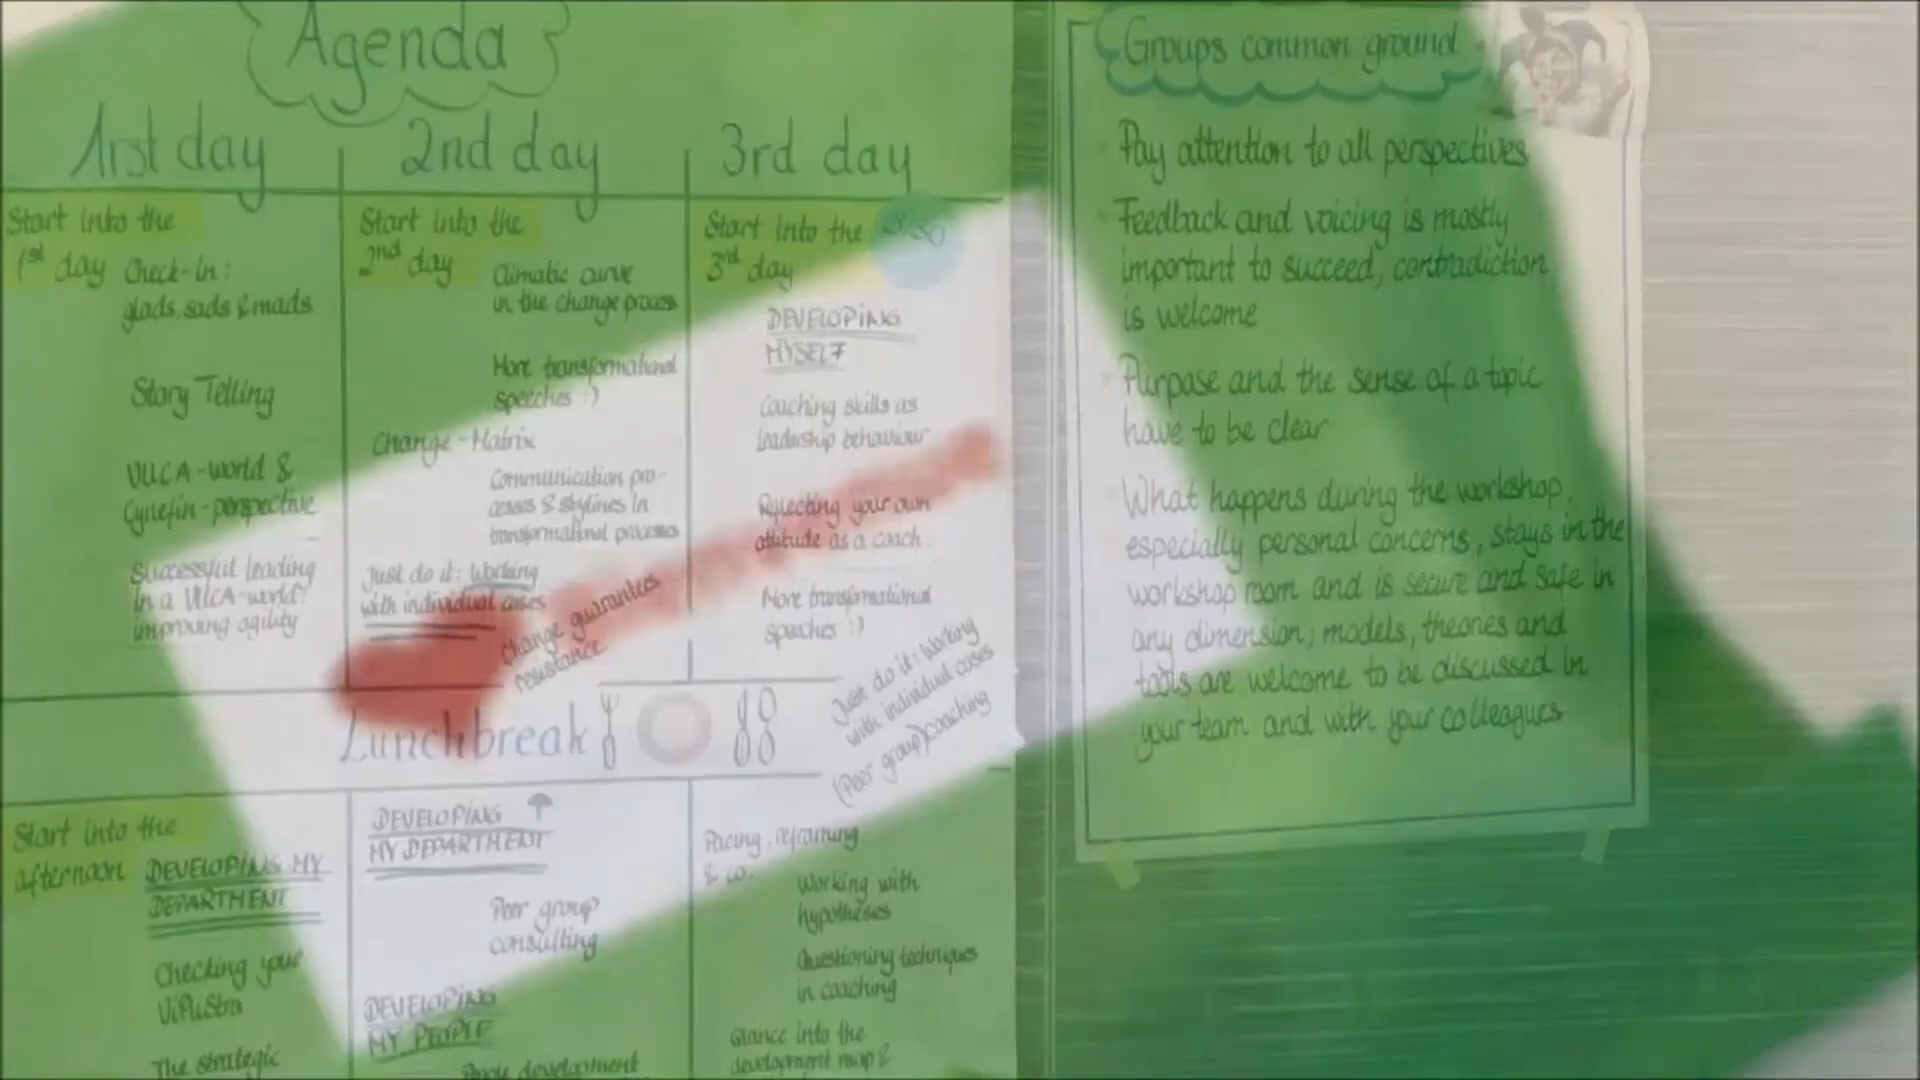 Agenda
1rst day
2nd day
3rd day
Start into the
1st day
Check-in:
glads, sads & mads
Story Telling
VUCA-world &
Cynefin-perspective
Successful leading
in a VUCA-world:
improving agility
Start into the
2nd day
Climatic curve
in the change process
More transformational
speeches :)
Change-Matrix
Communication pro-
cesses & stylines in
transformational processes
Just do it: Working
with individual cases
Change guarantees
resistance
Start into the
3rd day
8:30
DEVELOPING
MYSELF
Coaching skills as
leadership behaviour
Reflecting your own
attitude as a coach
More transformational
speeches :)
Just do it: Working
with individual cases
(Peer group) coaching
Lunchbreak
Start into the
afternoon
DEVELOPING MY
DEPARTMENT
Checking your
ViPluStra
The strategic
DEVELOPING
MY DEPARTMENT
Peer group
consulting
DEVELOPING
MY PEOPLE
People development
Pacing, reframing
& co.
Working with
hypotheses
Questioning techniques
in coaching
Glance into the
development map &
Groups common ground
Pay attention to all perspectives
Feedback and voicing is mostly
important to succeed, contradiction
is welcome
Purpose and the sense of a topic
have to be clear
What happens during the workshop,
especially personal concerns, stays in the
workshop room and is secure and safe in
any dimension; models, theories and
tools are welcome to be discussed in
your team and with your colleagues